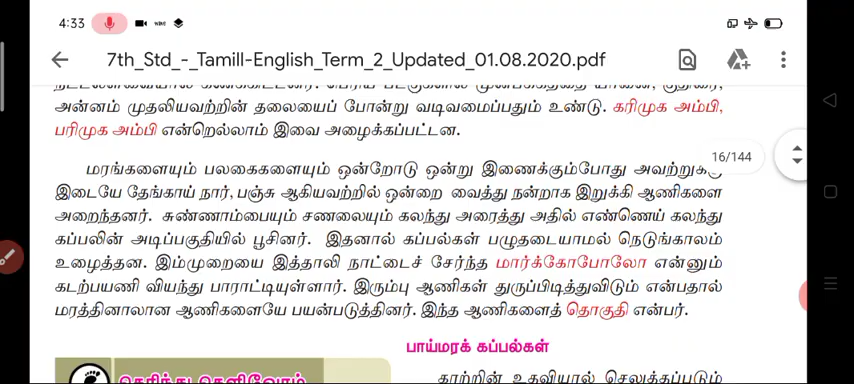 4:33
7th_Std_-_Tamill-English_Term_2_Updated_01.08.2020.pdf
அன்னம் முதலியவற்றின் தலையைப் போன்று வடிவமைப்பதும் உண்டு. கரிமுக அம்பி,
பரிமுக அம்பி என்றெல்லாம் இவை அழைக்கப்பட்டன.
16/144
மரங்களையும் பலகைகளையும் ஒன்றோடு ஒன்று இணைக்கும்போது அவற்றுக்கு
இடையே தேங்காய் நார், பஞ்சு ஆகியவற்றில் ஒன்றை வைத்து நன்றாக இறுக்கி ஆணிகளை
அறைந்தனர். சுண்ணாம்பையும் சணலையும் கலந்து அரைத்து அதில் எண்ணெய் கலந்து
கப்பலின் அடிப்பகுதியில் பூசினர். இதனால் கப்பல்கள் பழுதடையாமல் நெடுங்காலம்
உழைத்தன. இம்முறையை இத்தாலி நாட்டைச் சேர்ந்த மார்க்கோபோலோ என்னும்
கடற்பயணி வியந்து பாராட்டியுள்ளார். இரும்பு ஆணிகள் துருப்பிடித்துவிடும் என்பதால்
மரத்தினாலான ஆணிகளையே பயன்படுத்தினர். இந்த ஆணிகளைத் தொகுதி என்பர்.
பாய்மரக் கப்பல்கள்
தெரிந்து தெளிவோம்
காற்றின் உதவியால் செலுத்தப்படும்